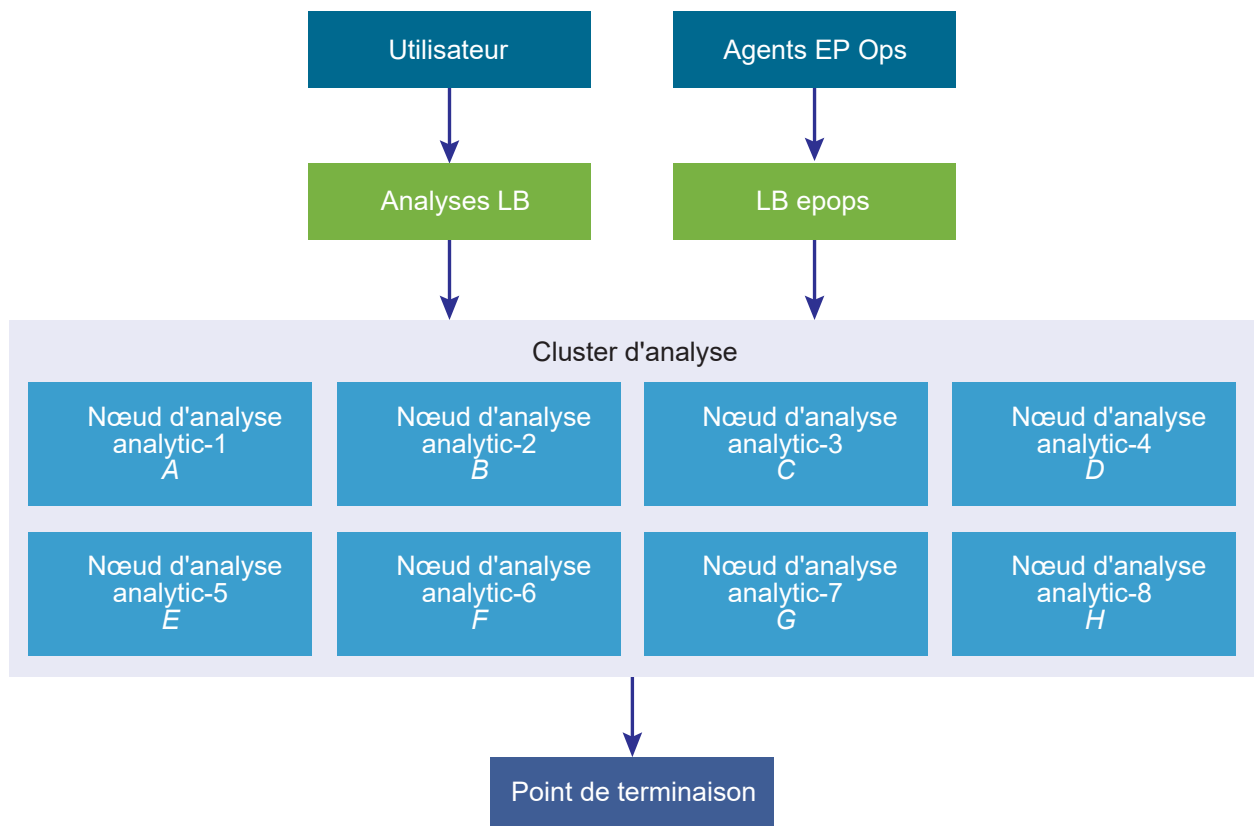 Utilisateur
Agents EP Ops
Analyses LB
LB epops
Cluster d'analyse
Nœud d'analyse
analytic-1
A
Nœud d'analyse
analytic-2
B
Nœud d'analyse
analytic-3
C
Nœud d'analyse
analytic-4
D
Nœud d'analyse
analytic-5
E
Nœud d'analyse
analytic-6
F
Nœud d'analyse
analytic-7
G
Nœud d'analyse
analytic-8
H
Point de terminaison